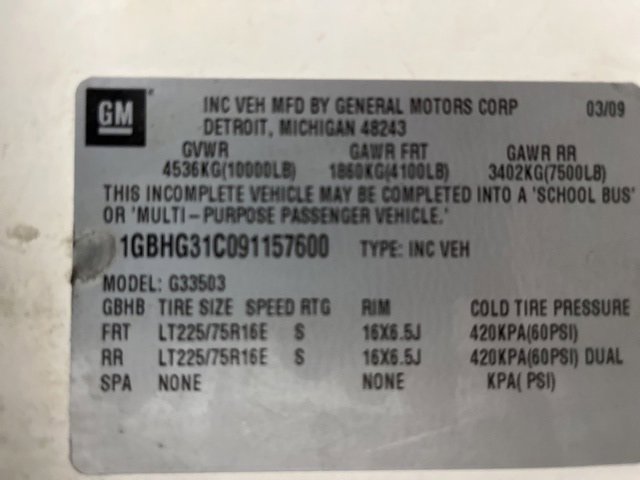 GM
INC VEH MFD BY GENERAL MOTORS CORP 03/09
DETROIT, MICHIGAN 48243
GVWR GAWR FRT GAWR RR
4536KG(10000LB) 1860KG(4100LB) 3402KG(7500LB)
THIS INCOMPLETE VEHICLE MAY BE COMPLETED INTO A 'SCHOOL BUS'
OR 'MULTI-PURPOSE PASSENGER VEHICLE.'
1GBHG31C091157600 TYPE: INC VEH
MODEL: G33503
GBHB TIRE SIZE SPEED RTG RIM COLD TIRE PRESSURE
FRT LT225/75R16E S 16X6.5J 420KPA(60PSI)
RR LT225/75R16E S 16X6.5J 420KPA(60PSI) DUAL
SPA NONE NONE KPA( PSI)